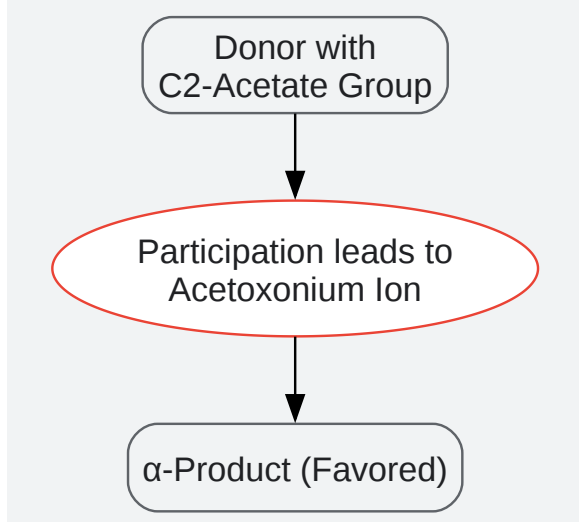 Donor with
C2-Acetate Group
Participation leads to
Acetoxonium Ion
α-Product (Favored)